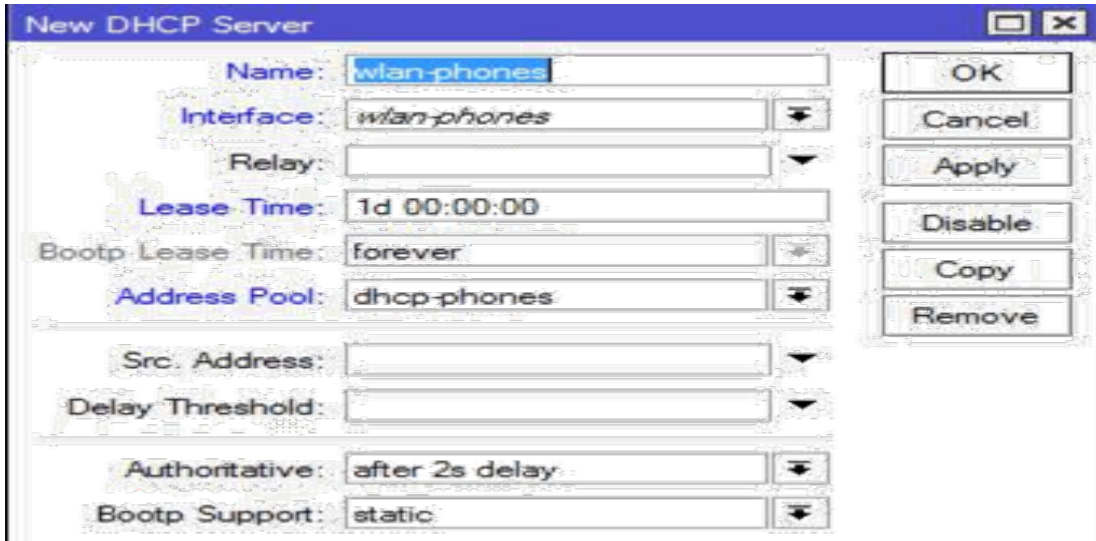 New DHCP Server
Name: wlan-phones
Interface: wlan-phones
Relay:
Lease Time: 1d 00:00:00
Bootp Lease Time: forever
Address Pool: dhcp-phones
Src. Address:
Delay Threshold:
Authoritative: after 2s delay
Bootp Support: static
OK
Cancel
Apply
Disable
Copy
Remove